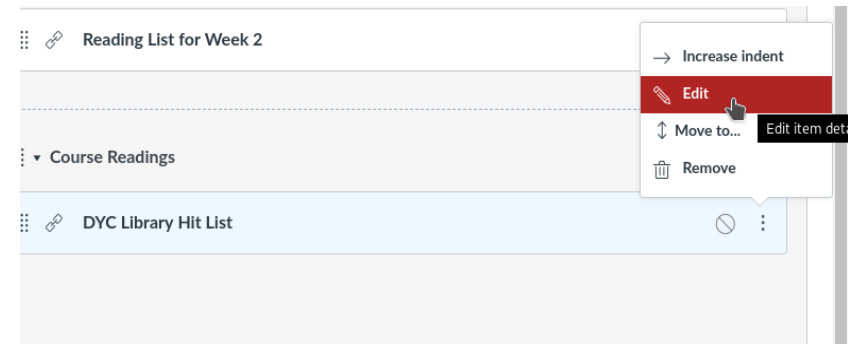 Reading List for Week 2
Increase indent
Edit
Move to...
Edit item
Course Readings
Remove
DYC Library Hit List